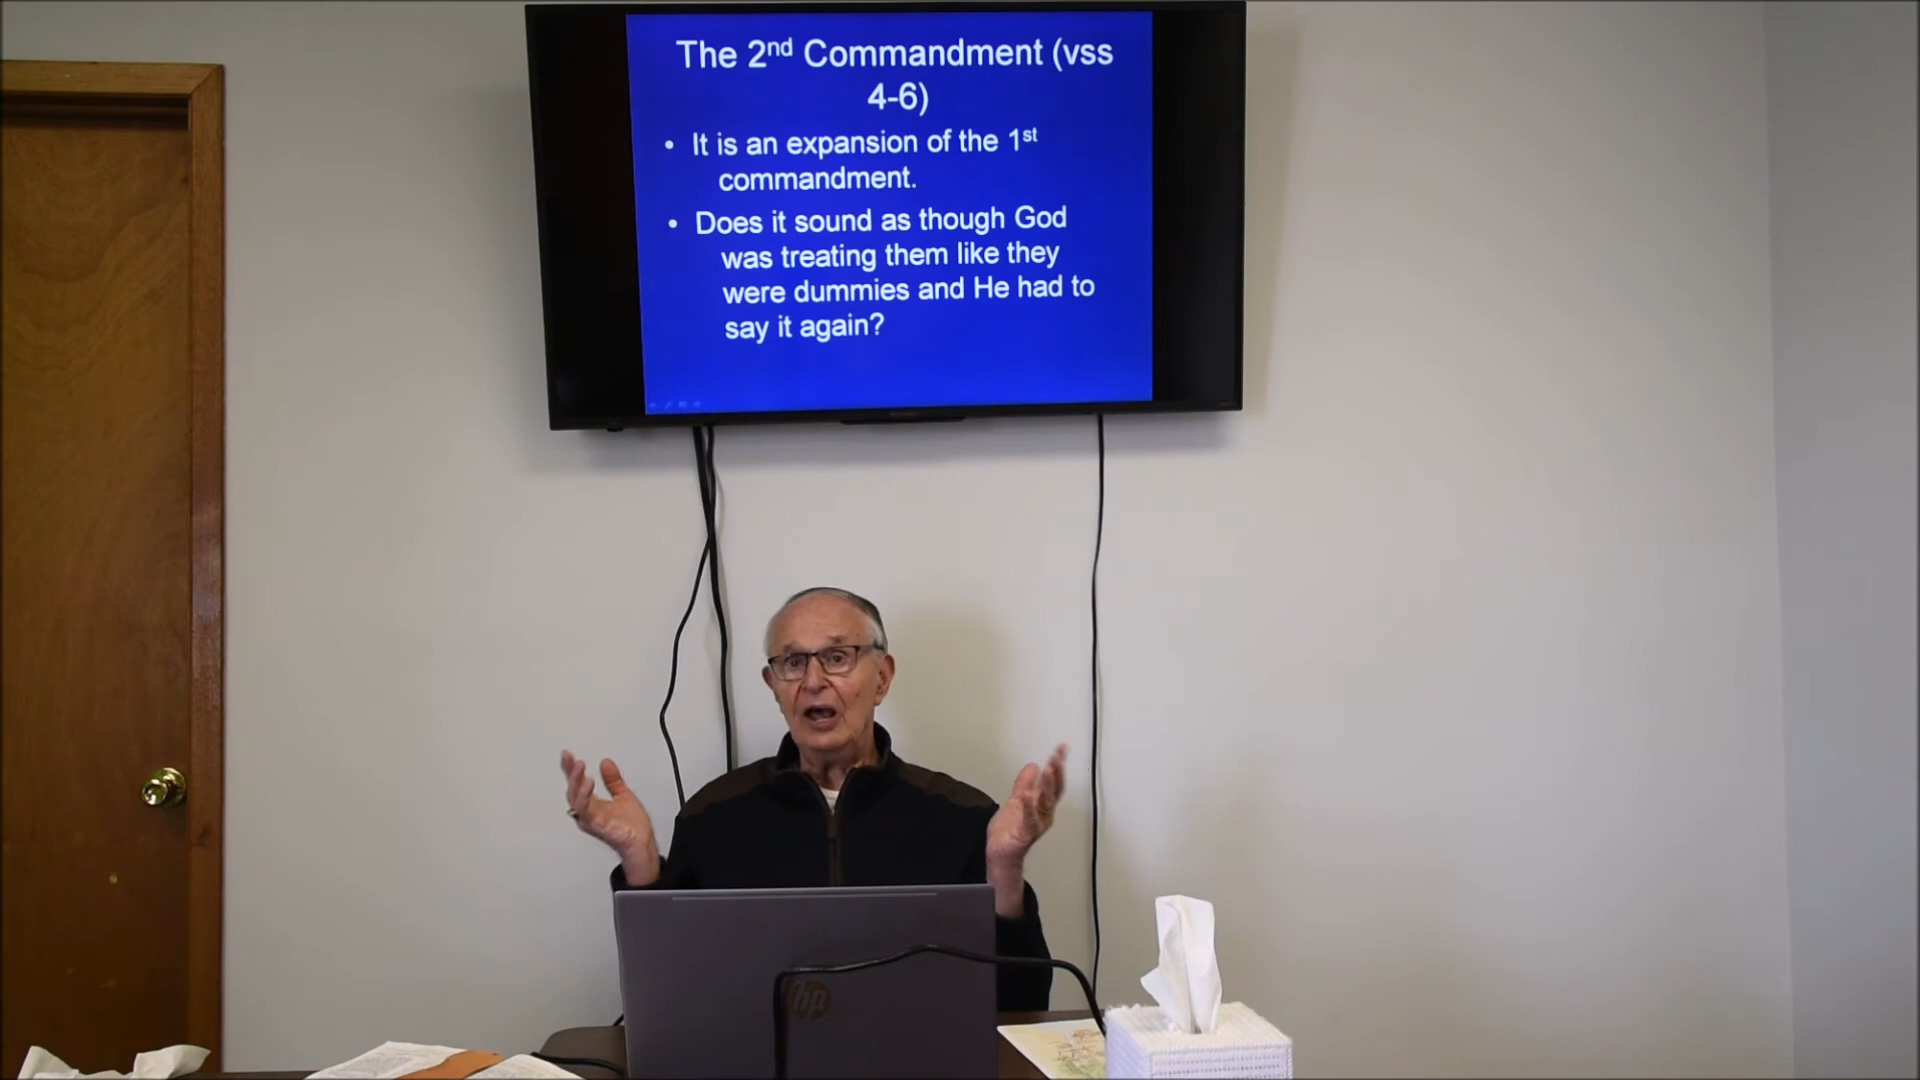 The 2nd Commandment (vss
4-6)
• It is an expansion of the 1st
commandment.
• Does it sound as though God
was treating them like they
were dummies and He had to
say it again?
hp